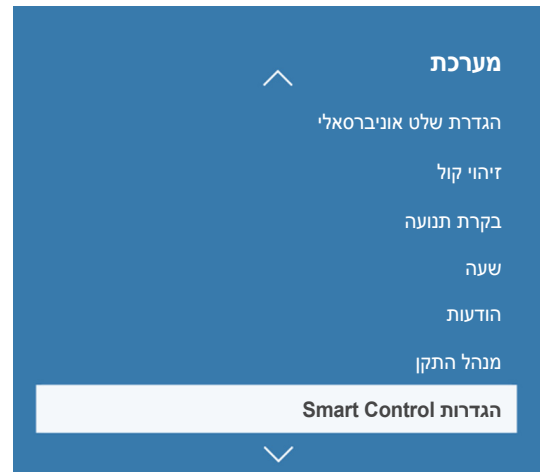 מערכת
הגדרת שלט אוניברסאלי
זיהוי קול
בקרת תנועה
שעה
הודעות
מנהל התקן
הגדרות Smart Control